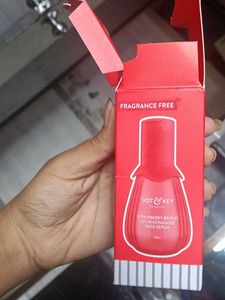 FRAGRANCE FREE
DOT & KEY
STRAWBERRY BRIGHT
10% NIACINAMIDE
FACE SERUM